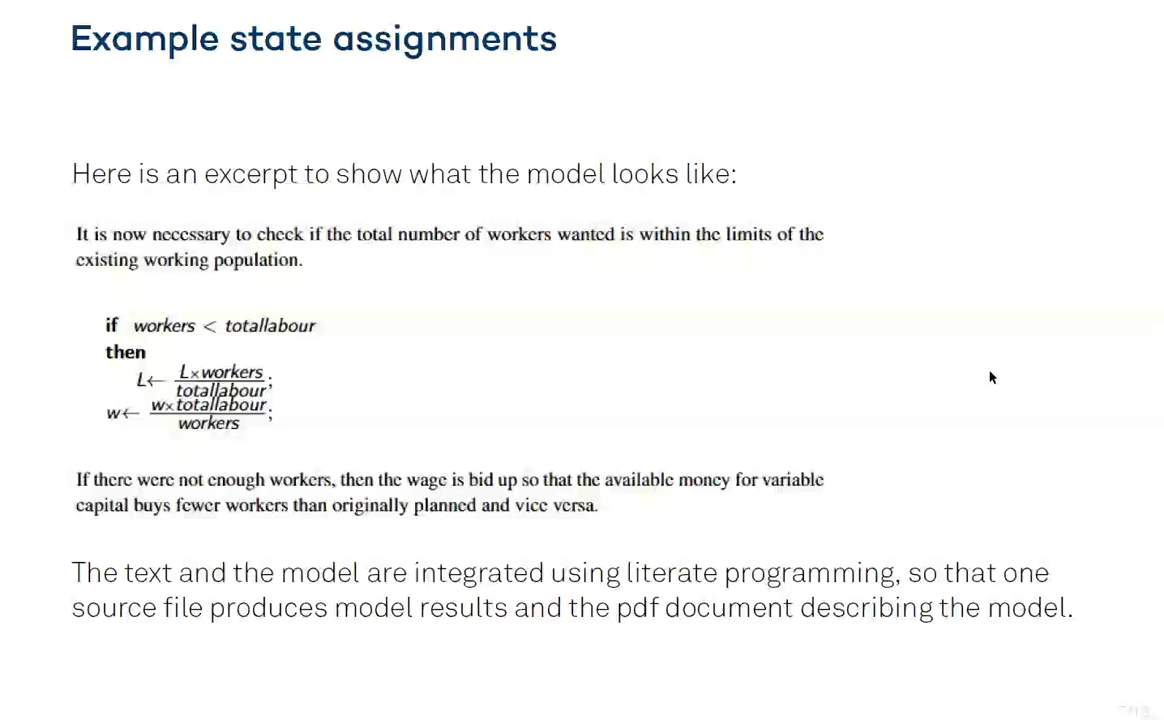 Example state assignments
Here is an excerpt to show what the model looks like:
It is now necessary to check if the total number of workers wanted is within the limits of the
existing working population.
if workers < totallabour
then
L← L×workers
totallabour;
w← w×totallabour
workers;
If there were not enough workers, then the wage is bid up so that the available money for variable
capital buys fewer workers than originally planned and vice versa.
The text and the model are integrated using literate programming, so that one
source file produces model results and the pdf document describing the model.